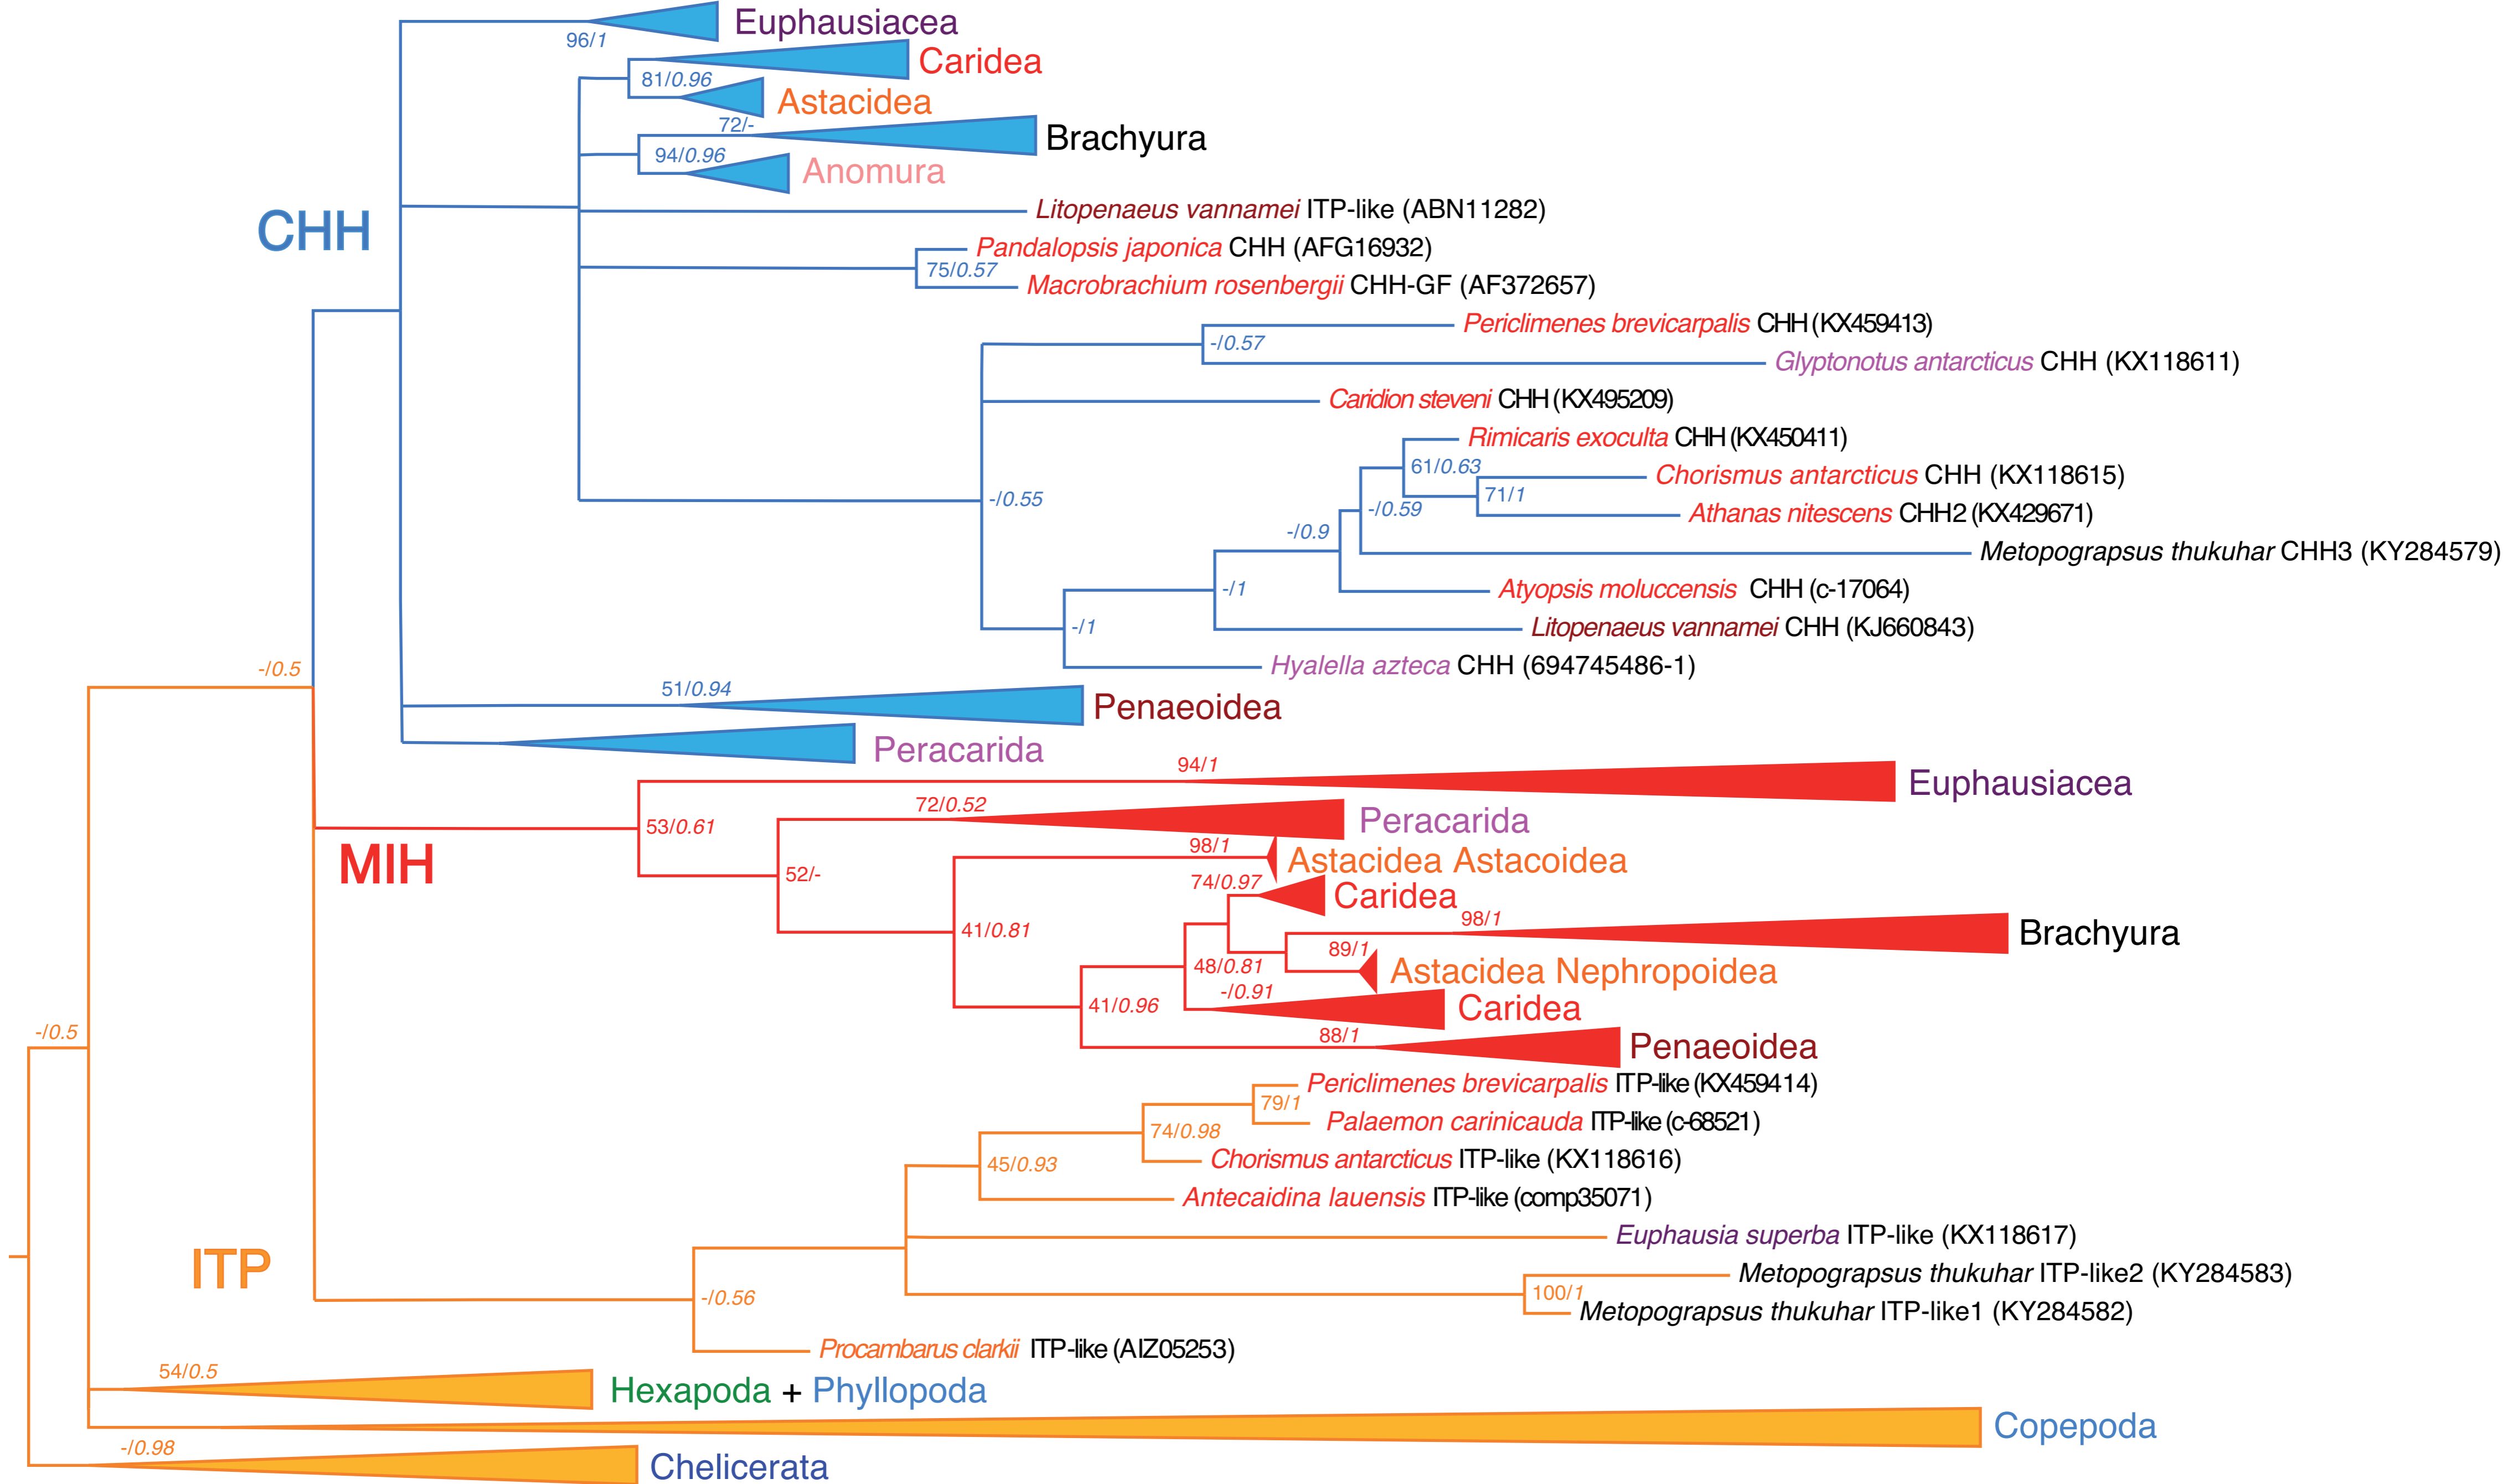 Euphausiacea
96/1
Caridea
81/0.96
Astacidea
72/-
Brachyura
94/0.96
Anomura
CHH
Litopenaeus vannamei ITP-like (ABN11282)
Pandalopsis japonica CHH (AFG16932)
75/0.57
Macrobrachium rosenbergii CHH-GF (AF372657)
Periclimenes brevicarpalis CHH (KX459413)
-/0.57
Glyptonotus antarcticus CHH (KX118611)
Caridion steveni CHH (KX495209)
Rimicaris exoculta CHH (KX450411)
61/0.63
Chorismus antarcticus CHH (KX118615)
-/0.55
71/1
-/0.59
Athanas nitescens CHH2 (KX429671)
-/0.9
Metopograpsus thukuhar CHH3 (KY284579)
-/1
Atyopsis moluccensis CHH (c-17064)
-/1
Litopenaeus vannamei CHH (KJ660843)
Hyalella azteca CHH (694745486-1)
-/0.5
51/0.94
Penaeoidea
Peracarida
94/1
Euphausiacea
72/0.52
53/0.61
Peracarida
MIH
98/1
Astacidea Astacoidea
52/-
74/0.97
Caridea
98/1
41/0.81
Brachyura
89/1
48/0.81
Astacidea Nephropoidea
-/0.91
41/0.96
Caridea
88/1
-/0.5
Penaeoidea
Periclimenes brevicarpalis ITP-like (KX459414)
79/1
Palaemon carinicauda ITP-like (c-68521)
74/0.98
Chorismus antarcticus ITP-like (KX118616)
45/0.93
Antecaidina lauensis ITP-like (comp35071)
Euphausia superba ITP-like (KX118617)
ITP
Metopograpsus thukuhar ITP-like2 (KY284583)
-/0.56
100/1
Metopograpsus thukuhar ITP-like1 (KY284582)
Procambarus clarkii ITP-like (AIZ05253)
54/0.5
Hexapoda + Phyllopoda
Copepoda
-/0.98
Chelicerata